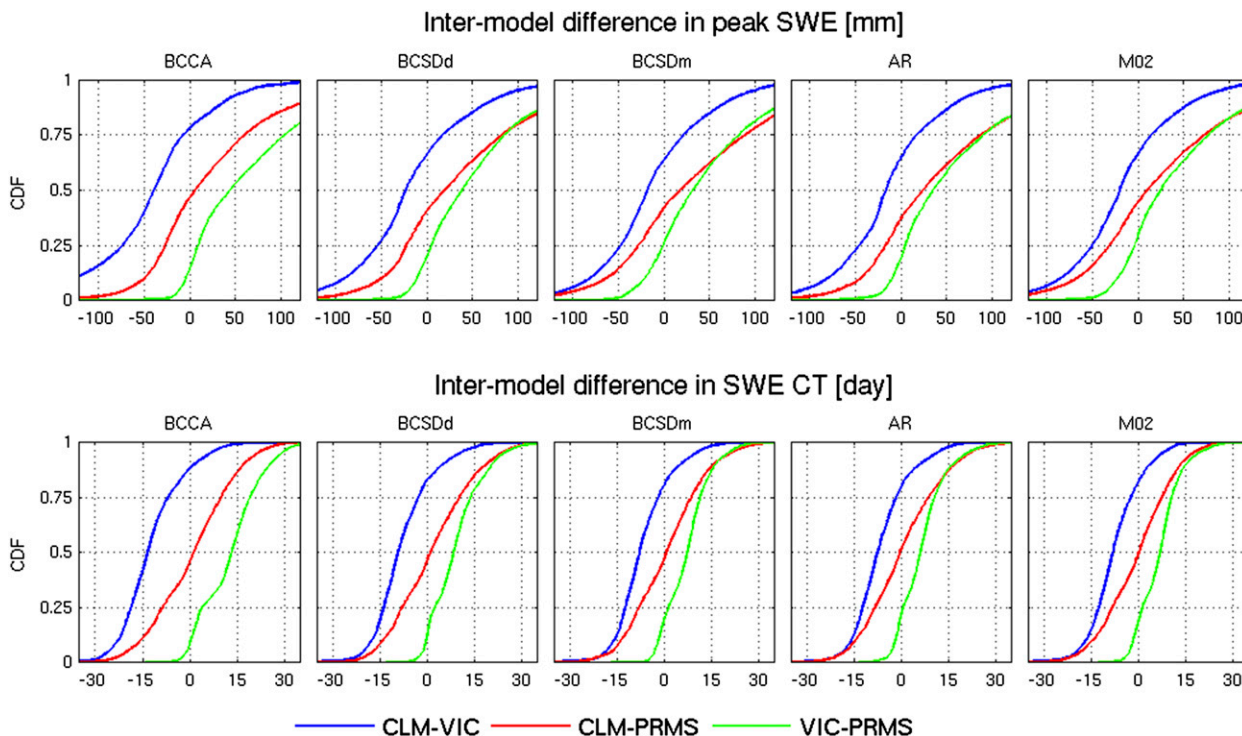 Inter-model difference in peak SWE [mm]
BCCA BCSDd BCSDm AR M02
CDF
1
0.75
0.5
0.25
0
-100 -50 0 50 100 -100 -50 0 50 100 -100 -50 0 50 100 -100 -50 0 50 100 -100 -50 0 50 100
Inter-model difference in SWE CT [day]
BCCA BCSDd BCSDm AR M02
CDF
1
0.75
0.5
0.25
0
-30 -15 0 15 30 -30 -15 0 15 30 -30 -15 0 15 30 -30 -15 0 15 30 -30 -15 0 15 30
CLM-VIC CLM-PRMS VIC-PRMS